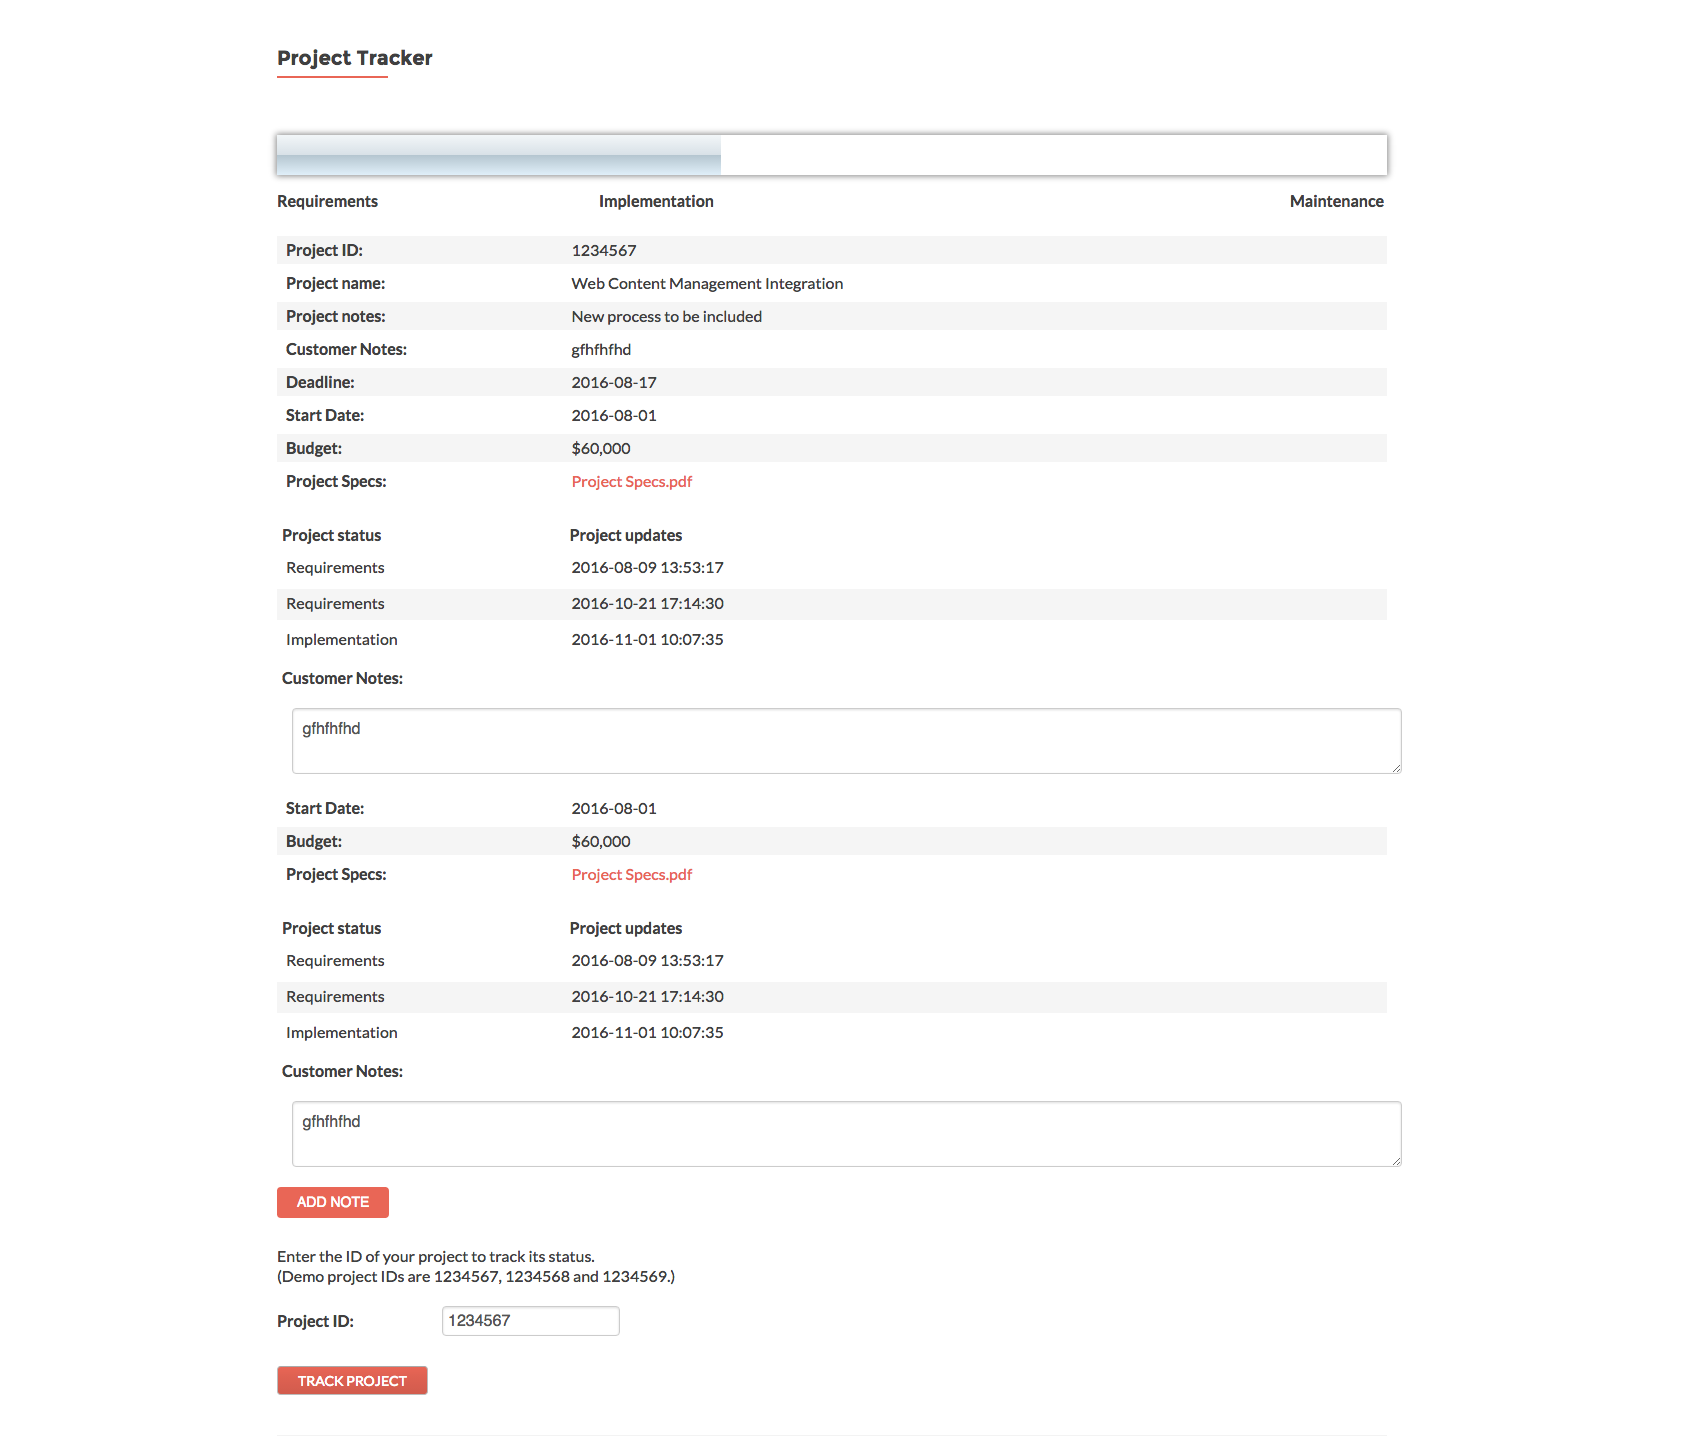 Project Tracker
Requirements Implementation Maintenance
Project ID: 1234567
Project name: Web Content Management Integration
Project notes: New process to be included
Customer Notes: gfhfhfhd
Deadline: 2016-08-17
Start Date: 2016-08-01
Budget: $60,000
Project Specs: Project Specs.pdf
Project status Project updates
Requirements 2016-08-09 13:53:17
Requirements 2016-10-21 17:14:30
Implementation 2016-11-01 10:07:35
Customer Notes:
gfhfhfhd
Start Date: 2016-08-01
Budget: $60,000
Project Specs: Project Specs.pdf
Project status Project updates
Requirements 2016-08-09 13:53:17
Requirements 2016-10-21 17:14:30
Implementation 2016-11-01 10:07:35
Customer Notes:
gfhfhfhd
ADD NOTE
Enter the ID of your project to track its status.
(Demo project IDs are 1234567, 1234568 and 1234569.)
Project ID: 1234567
TRACK PROJECT